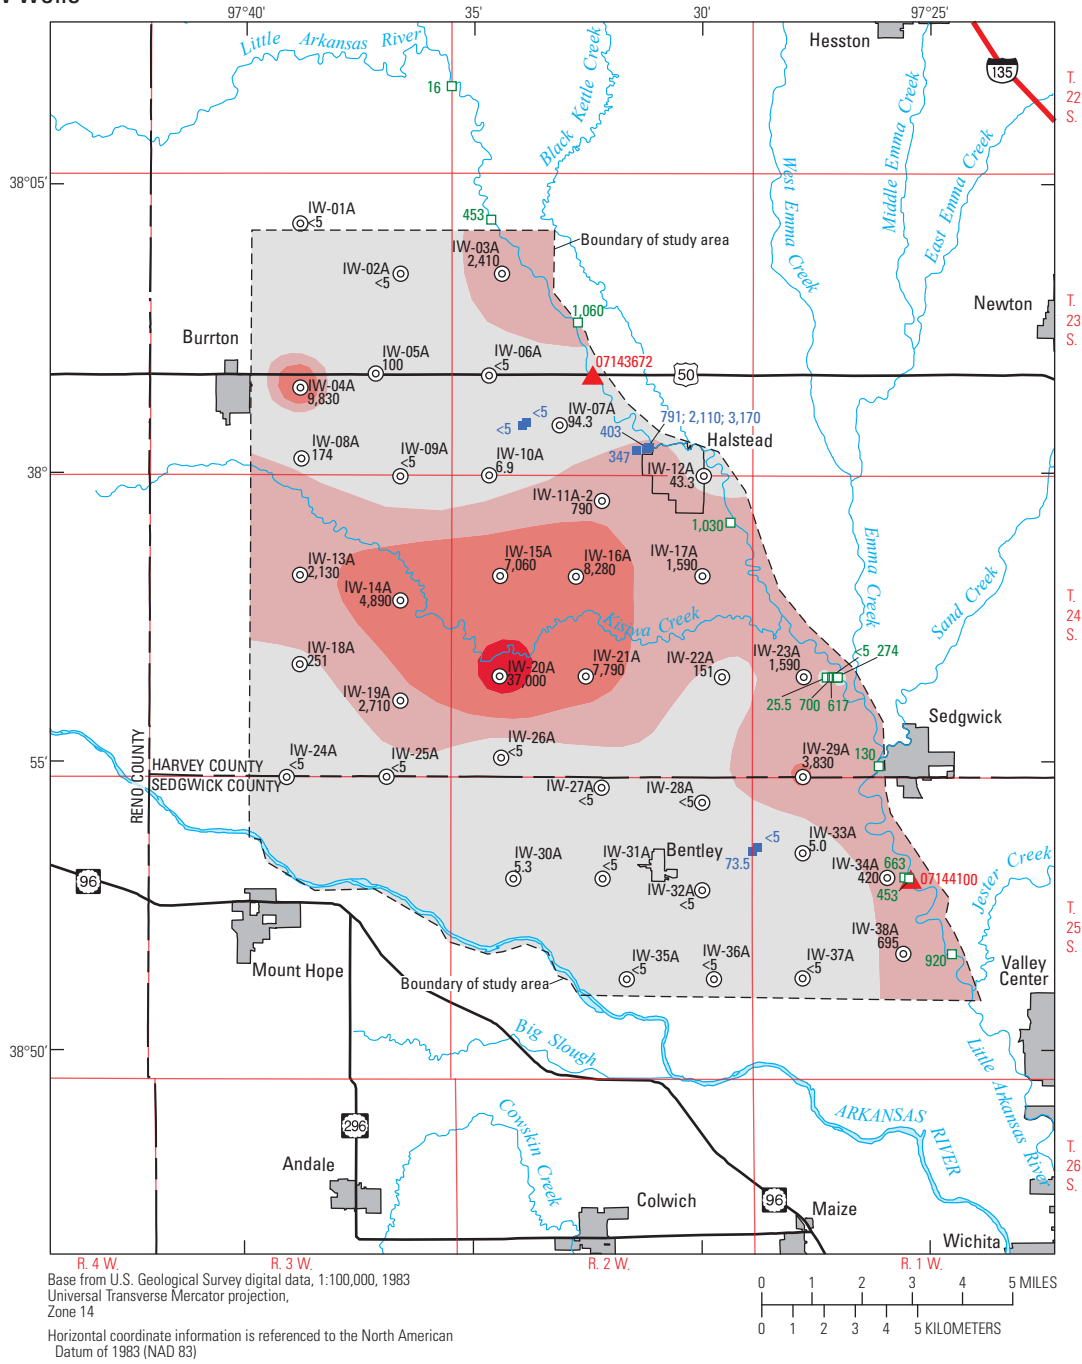 97°40'
35'
30'
97°25'
Little Arkansas River
Black Kettle Creek
Hesston
135
T.
22
S.
16
West Emma Creek
Middle Emma Creek
East Emma Creek
38°05'
IW-01A
<5
453
Boundary of study area
IW-03A
2,410
IW-02A
<5
Newton
T.
23
S.
1,060
Burrton
IW-05A
100
IW-06A
<5
07143672
50
IW-04A
9,830
<5
<5
IW-07A
94.3
791; 2,110; 3,170
403
347
Halstead
IW-08A
174
IW-09A
<5
IW-10A
6.9
IW-12A
43.3
38°
IW-11A-2
790
1,030
IW-13A
2,130
IW-15A
7,060
IW-16A
8,280
IW-17A
1,590
Emma Creek
Sand Creek
T.
24
S.
IW-14A
4,890
Kisiwa Creek
IW-18A
251
IW-20A
37,000
IW-21A
7,790
IW-22A
151
IW-23A
1,590
<5 274
25.5 700 617
IW-19A
2,710
Sedgwick
IW-24A
<5
IW-25A
<5
IW-26A
<5
IW-29A
3,830
130
55'
HARVEY COUNTY
SEDGWICK COUNTY
RENO COUNTY
IW-27A
<5
IW-28A
<5
IW-33A
5.0
<5
73.5
IW-30A
5.3
IW-31A
<5
Bentley
IW-32A
<5
IW-34A
420
663
453
07144100
Jester Creek
96
T.
25
S.
IW-38A
695
920
Mount Hope
IW-35A
<5
IW-36A
<5
IW-37A
<5
Boundary of study area
Valley
Center
38°50'
Big Slough
Little Arkansas River
296
Cowskin Creek
ARKANSAS
RIVER
T.
26
S.
Andale
Colwich
96
Maize
Wichita
R. 4 W.
R. 3 W.
R. 2 W.
R. 1 W.
Base from U.S. Geological Survey digital data, 1:100,000, 1983
Universal Transverse Mercator projection,
Zone 14
Horizontal coordinate information is referenced to the North American
Datum of 1983 (NAD 83)
0 1 2 3 4 5 MILES
0 1 2 3 4 5 KILOMETERS